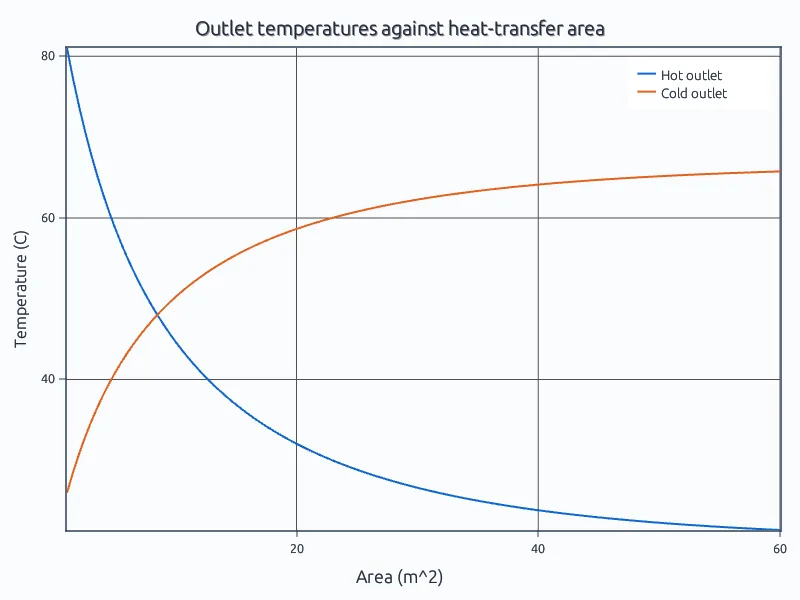 Outlet temperatures against heat-transfer area
Hot outlet
Cold outlet
80
60
40
Temperature (C)
20
40
60
Area (m^2)